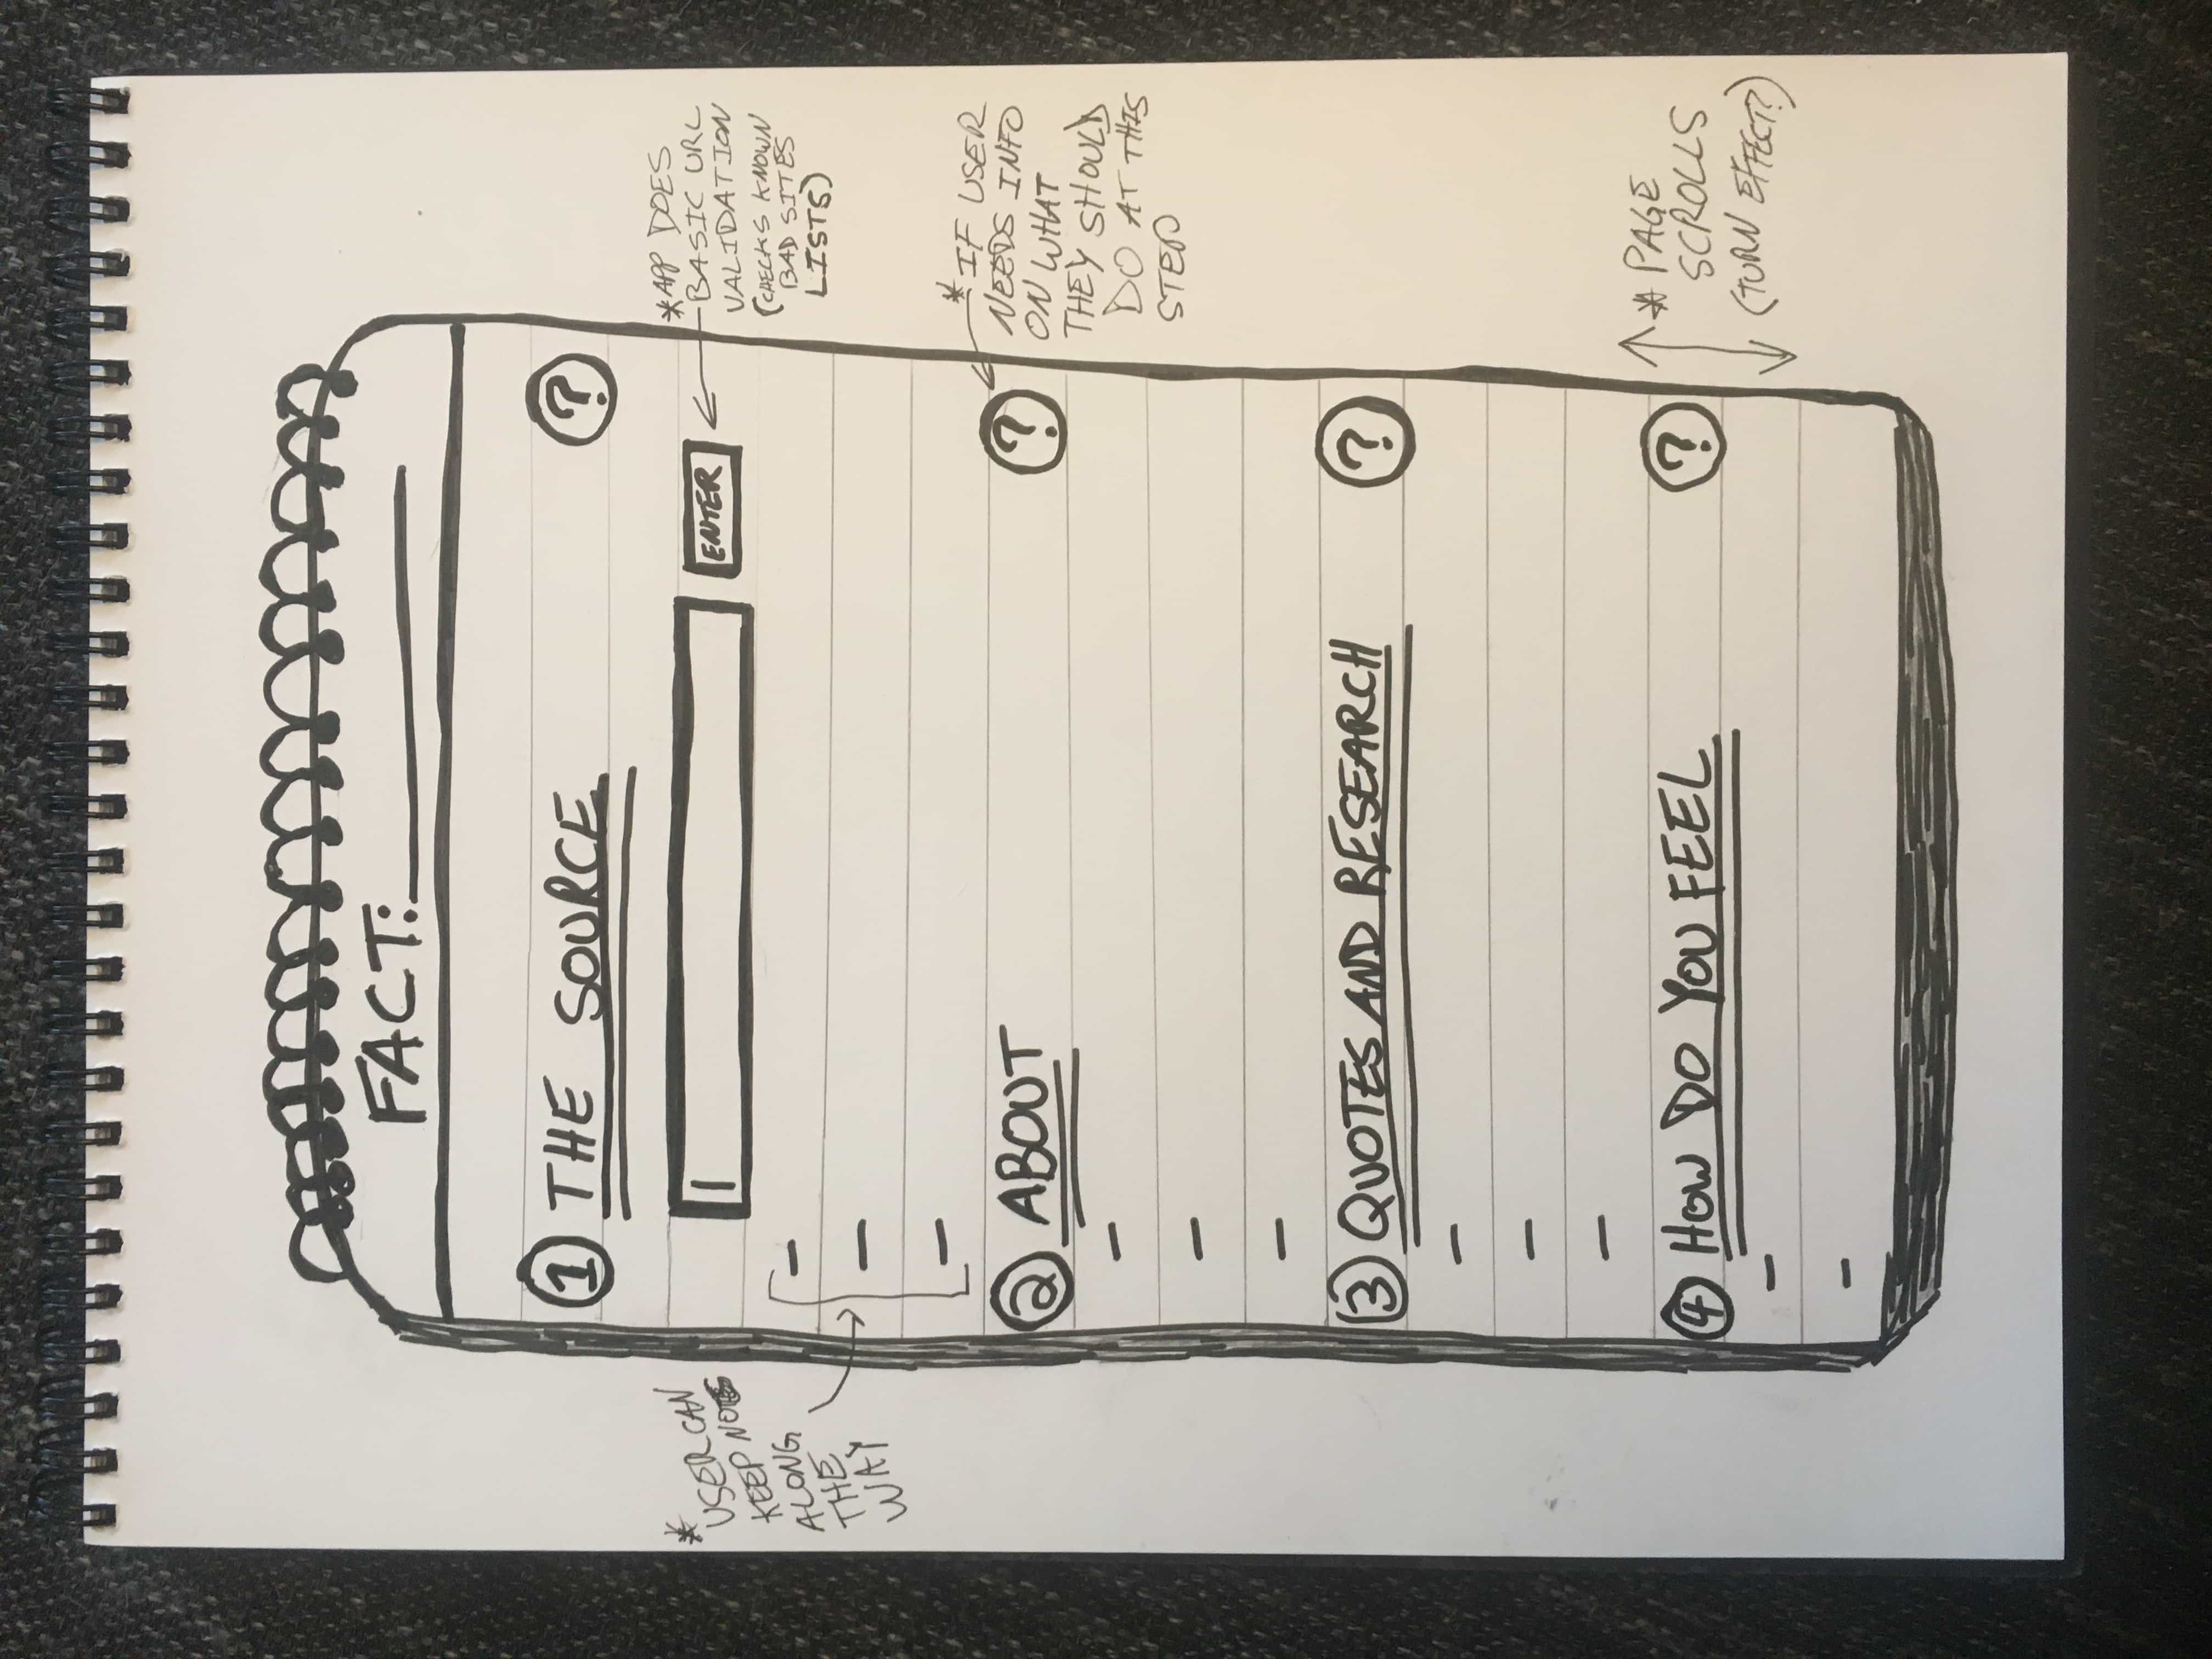 FACT:
① THE SOURCE ?
ENTER
* APP DOES
BASIC URL
VALIDATION
(CHECKS KNOWN
BAD SITES
LISTS)
* USER CAN
KEEP NOTES
ALONG
THE
WAY
② ABOUT ?
* IF USER
NEEDS INFO
ON WHAT
THEY SHOULD
DO AT THIS
STEP
③ QUOTES AND RESEARCH ?
④ HOW DO YOU FEEL ?
* PAGE
SCROLLS
(TURN EFFECT?)